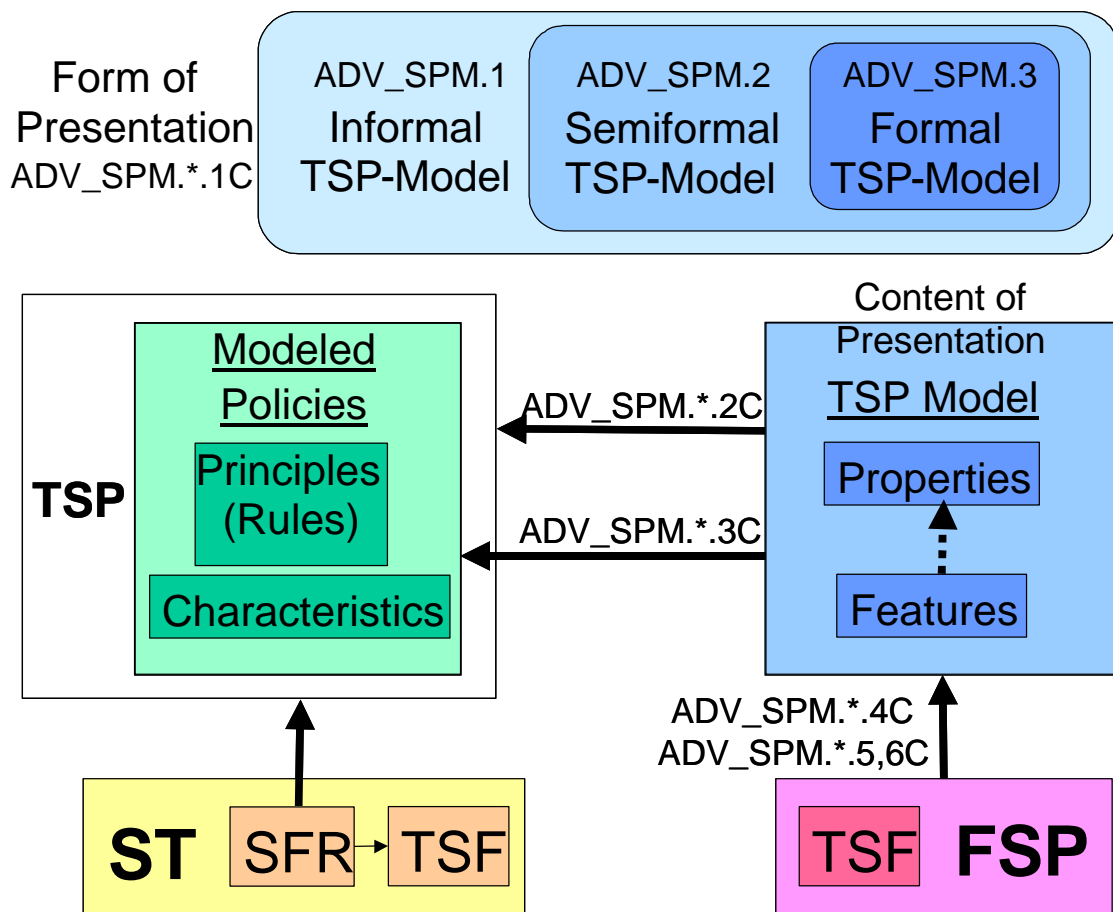 Form of
Presentation
ADV_SPM.*.1C
ADV_SPM.1
Informal
TSP-Model
ADV_SPM.2
Semiformal
TSP-Model
ADV_SPM.3
Formal
TSP-Model
TSP
Modeled
Policies
Principles
(Rules)
Characteristics
ADV_SPM.*.2C
ADV_SPM.*.3C
Content of
Presentation
TSP Model
Properties
Features
ADV_SPM.*.4C
ADV_SPM.*.5,6C
ST
SFR
TSF
TSF
FSP